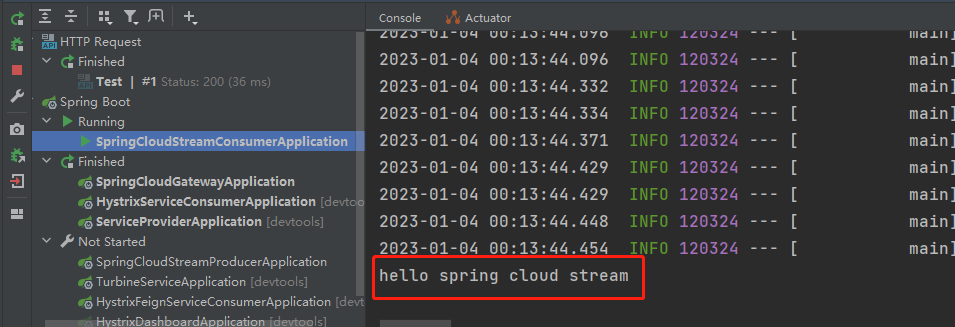 Console Actuator
HTTP Request
Finished
Test | #1 Status: 200 (36 ms)
Spring Boot
Running
SpringCloudStreamConsumerApplication
Finished
SpringCloudGatewayApplication
HystrixServiceConsumerApplication [devtoo
ServiceProviderApplication [devtools]
Not Started
SpringCloudStreamProducerApplication
TurbineServiceApplication [devtools]
HystrixFeignServiceConsumerApplication [devto
HystrixDashboardApplication [devtools]
2023-01-04 00:13:44.096 INFO 120324 --- [ main]
2023-01-04 00:13:44.096 INFO 120324 --- [ main]
2023-01-04 00:13:44.332 INFO 120324 --- [ main]
2023-01-04 00:13:44.334 INFO 120324 --- [ main]
2023-01-04 00:13:44.371 INFO 120324 --- [ main]
2023-01-04 00:13:44.429 INFO 120324 --- [ main]
2023-01-04 00:13:44.429 INFO 120324 --- [ main]
2023-01-04 00:13:44.448 INFO 120324 --- [ main]
2023-01-04 00:13:44.454 INFO 120324 --- [ main]
hello spring cloud stream